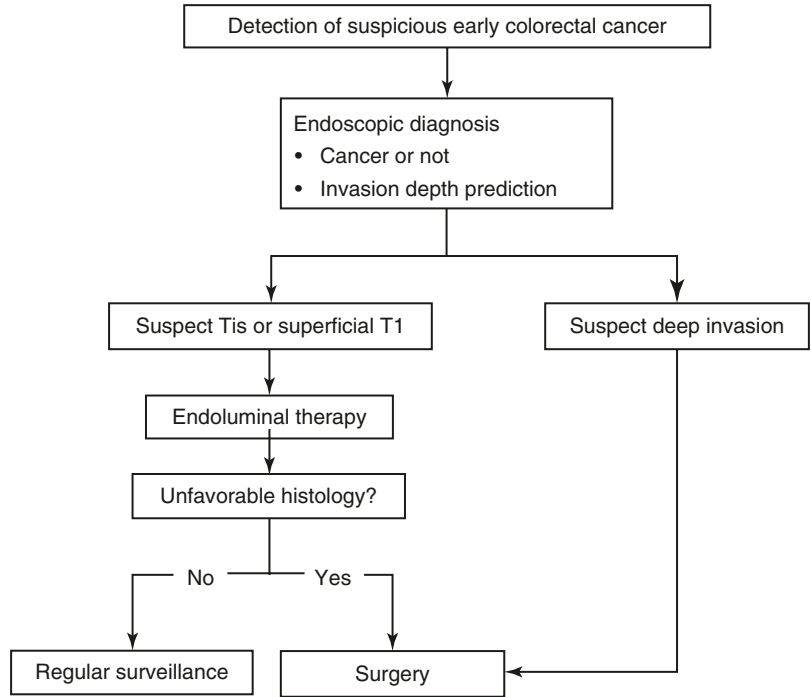 Detection of suspicious early colorectal cancer
Endoscopic diagnosis
• Cancer or not
• Invasion depth prediction
Suspect Tis or superficial T1
Suspect deep invasion
Endoluminal therapy
Unfavorable histology?
No
Yes
Regular surveillance
Surgery